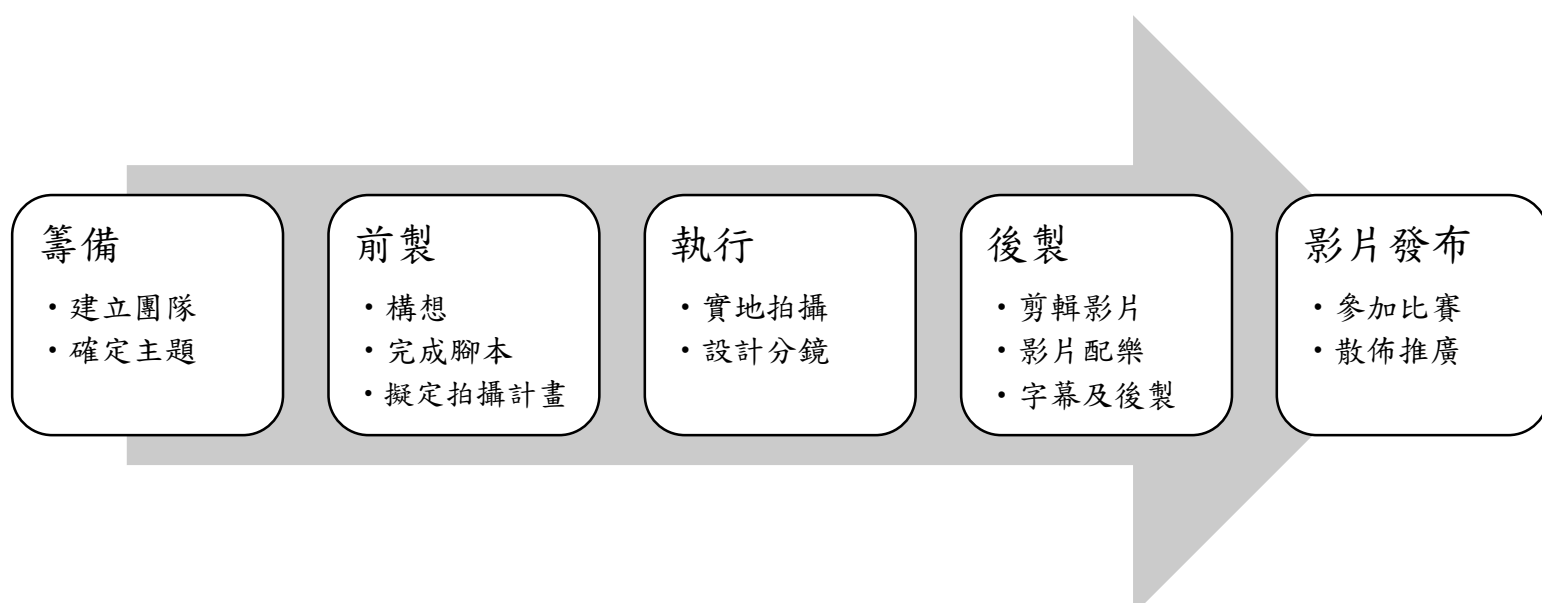 籌備
・建立團隊
・確定主題
前製
・構想
・完成腳本
・擬定拍攝計畫
執行
・實地拍攝
・設計分鏡
後製
・剪輯影片
・影片配樂
・字幕及後製
影片發布
・參加比賽
・散佈推廣